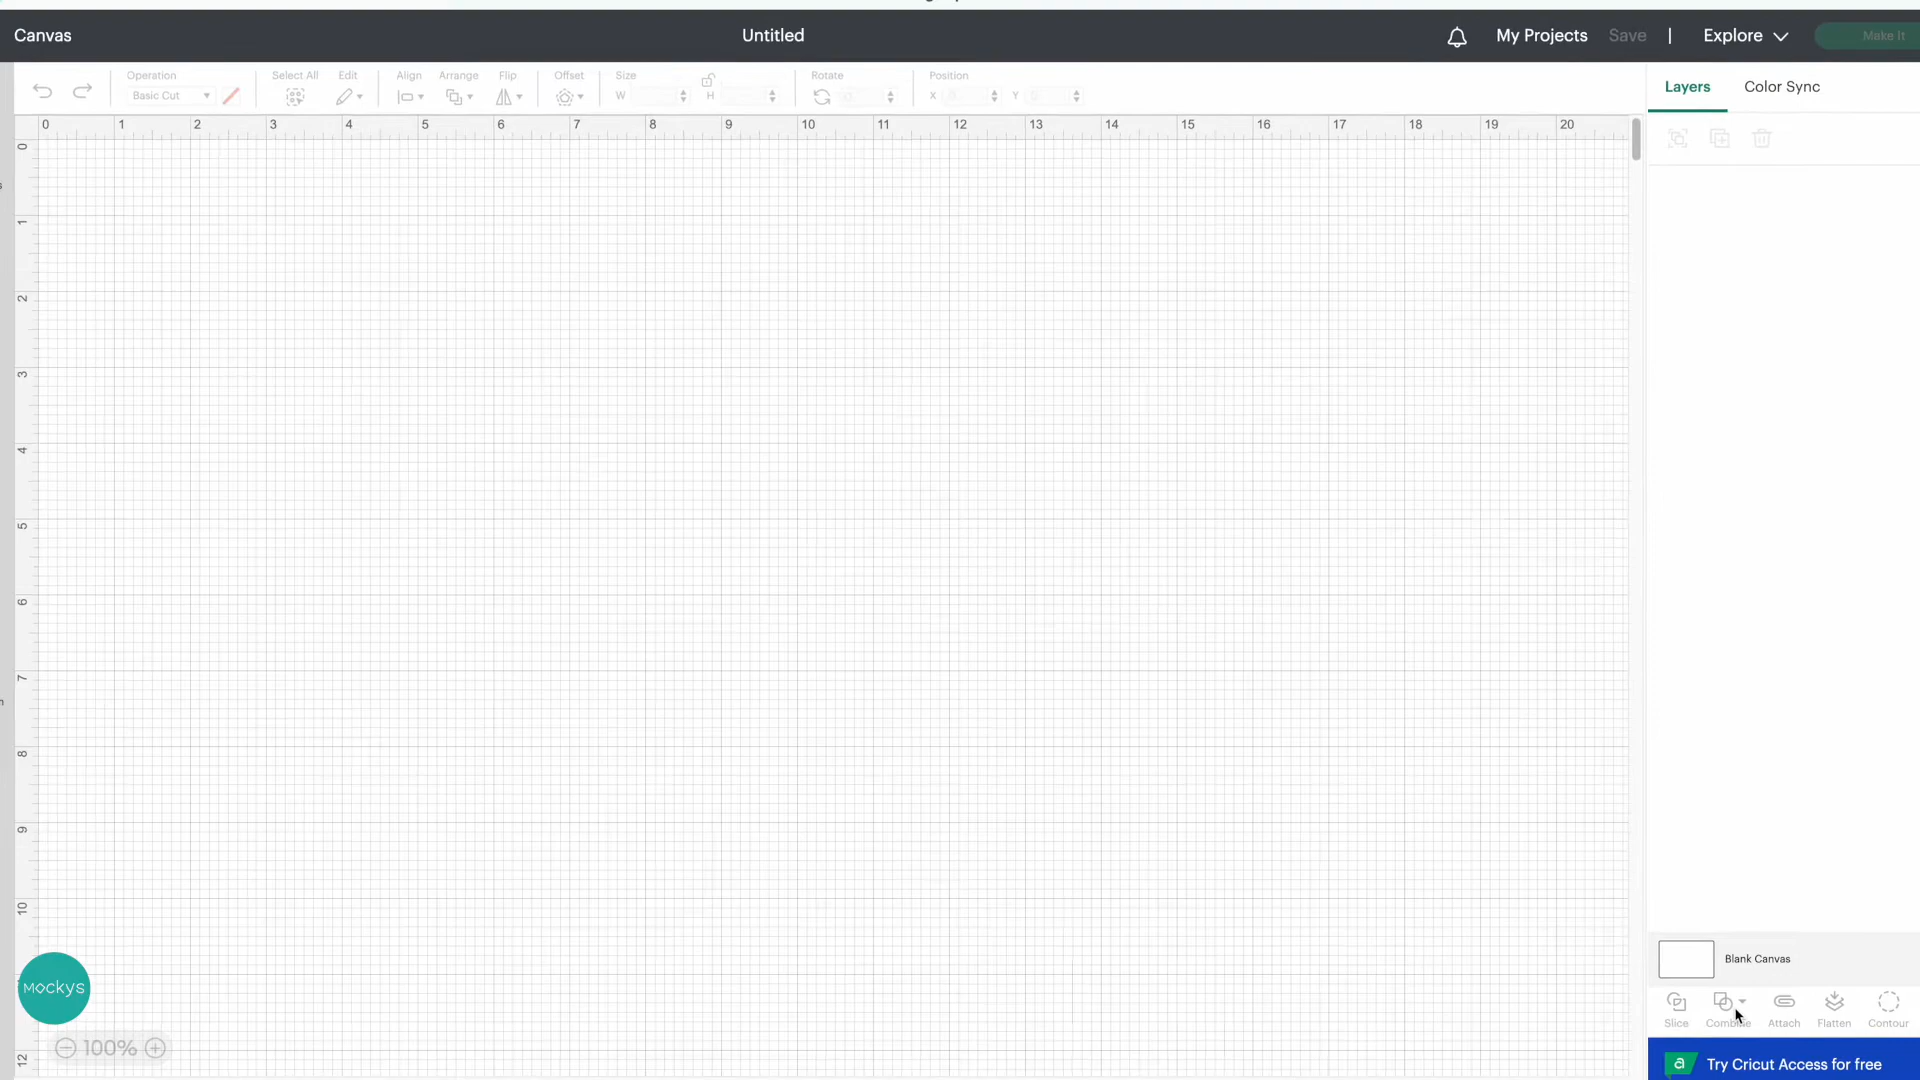 Canvas
Untitled
My Projects
Save
|
Explore
Make It
Operation
Basic Cut
Select All
Edit
Align
Arrange
Flip
Offset
Size
W
H
Rotate
Position
X
Y
Layers
Color Sync
0 1 2 3 4 5 6 7 8 9 10 11 12 13 14 15 16 17 18 19 20
0
1
2
3
4
5
6
7
8
9
10
12
MOCKYS
100%
Blank Canvas
Slice
Combine
Attach
Flatten
Contour
a
Try Cricut Access for free